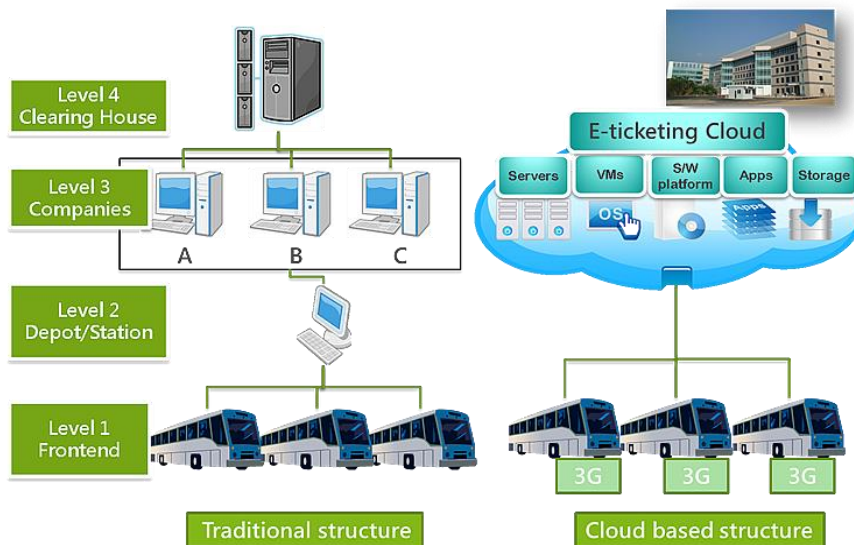 Level 4
Clearing House
Level 3
Companies
A B C
Level 2
Depot/Station
Level 1
Frontend
Traditional structure
E-ticketing Cloud
Servers
VMs
S/W
platform
Apps
Storage
OS
Apps
3G 3G 3G
Cloud based structure